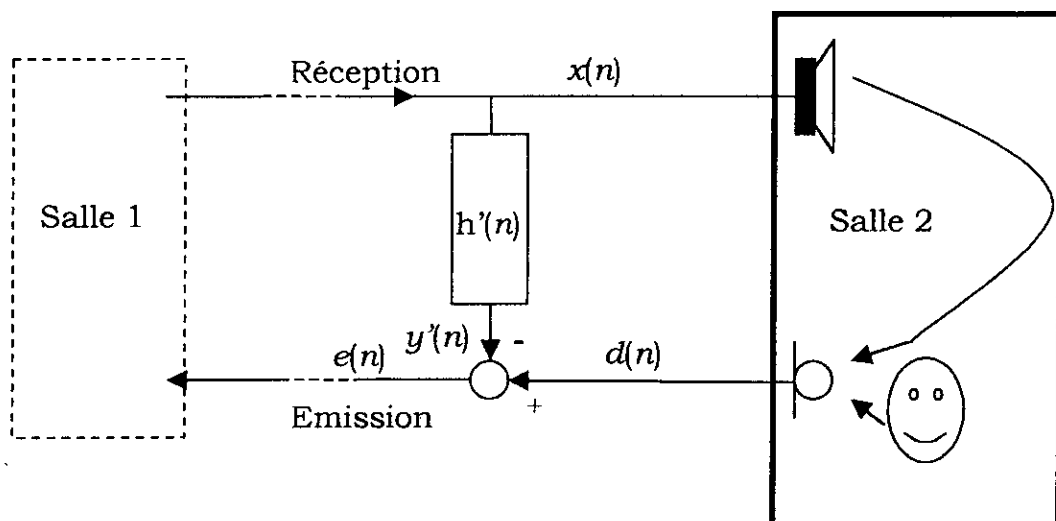 Réception
x(n)
Salle 1
h’(n)
Salle 2
y’(n)
-
e(n)
d(n)
+
Emission